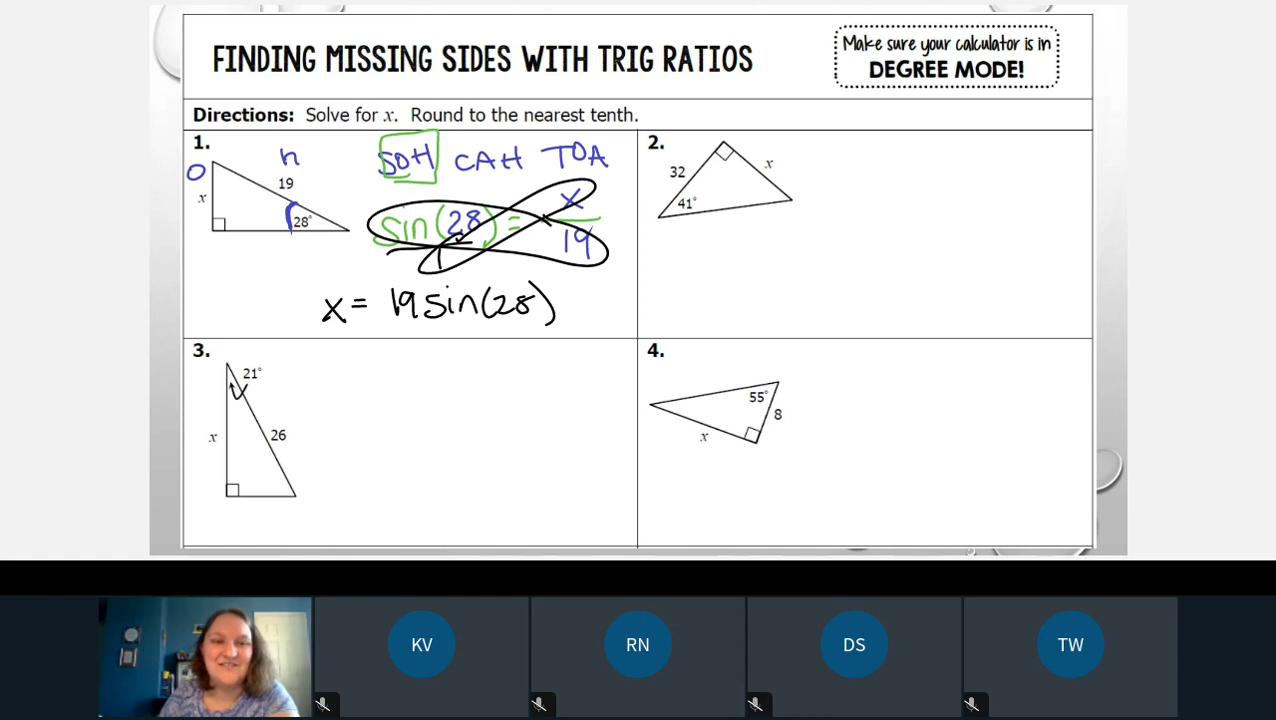 FINDING MISSING SIDES WITH TRIG RATIOS
Make sure your calculator is in
DEGREE MODE!
Directions: Solve for x. Round to the nearest tenth.
1.
O
h
19
x
28°
SOH CAH TOA
sin(28) = x
1 19
x = 19sin(28)
2.
32
x
41°
3.
21°
x
26
4.
55°
8
x
KV
RN
DS
TW